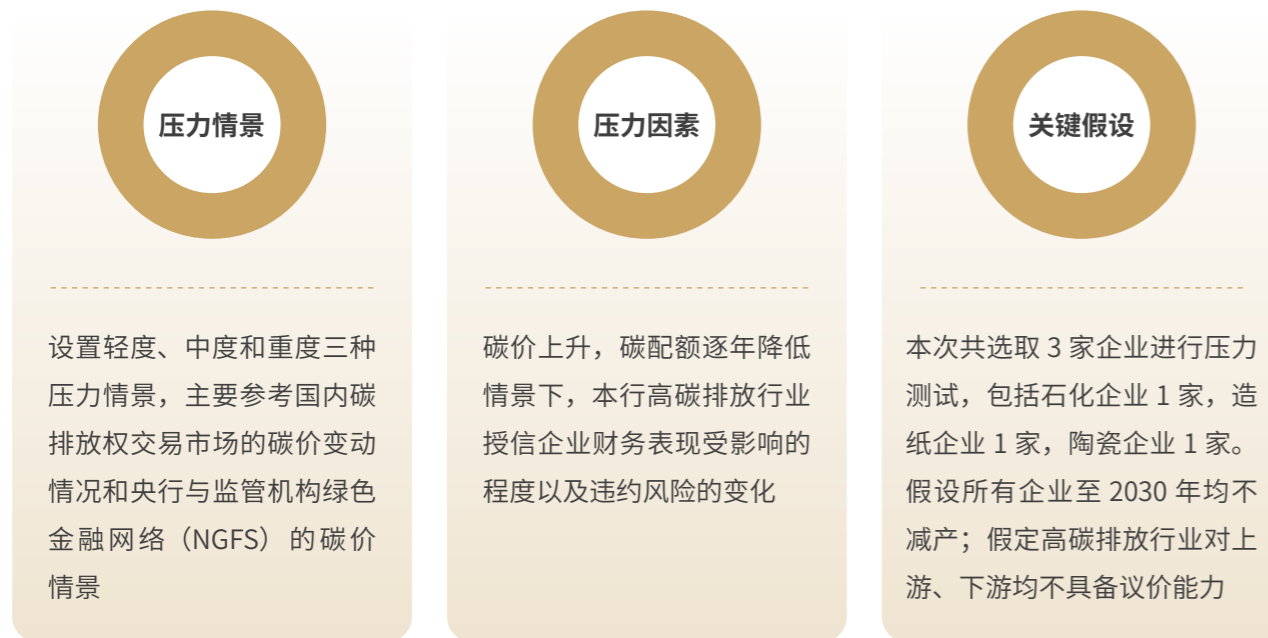 压力情景
设置轻度、中度和重度三种
压力情景，主要参考国内碳
排放权交易市场的碳价变动
情况和央行与监管机构绿色
金融网络（NGFS）的碳价
情景
压力因素
碳价上升，碳配额逐年降低
情景下，本行高碳排放行业
授信企业财务表现受影响的
程度以及违约风险的变化
关键假设
本次共选取 3 家企业进行压力
测试，包括石化企业 1 家，造
纸企业 1 家，陶瓷企业 1 家。
假设所有企业至 2030 年均不
减产；假定高碳排放行业对上
游、下游均不具备议价能力